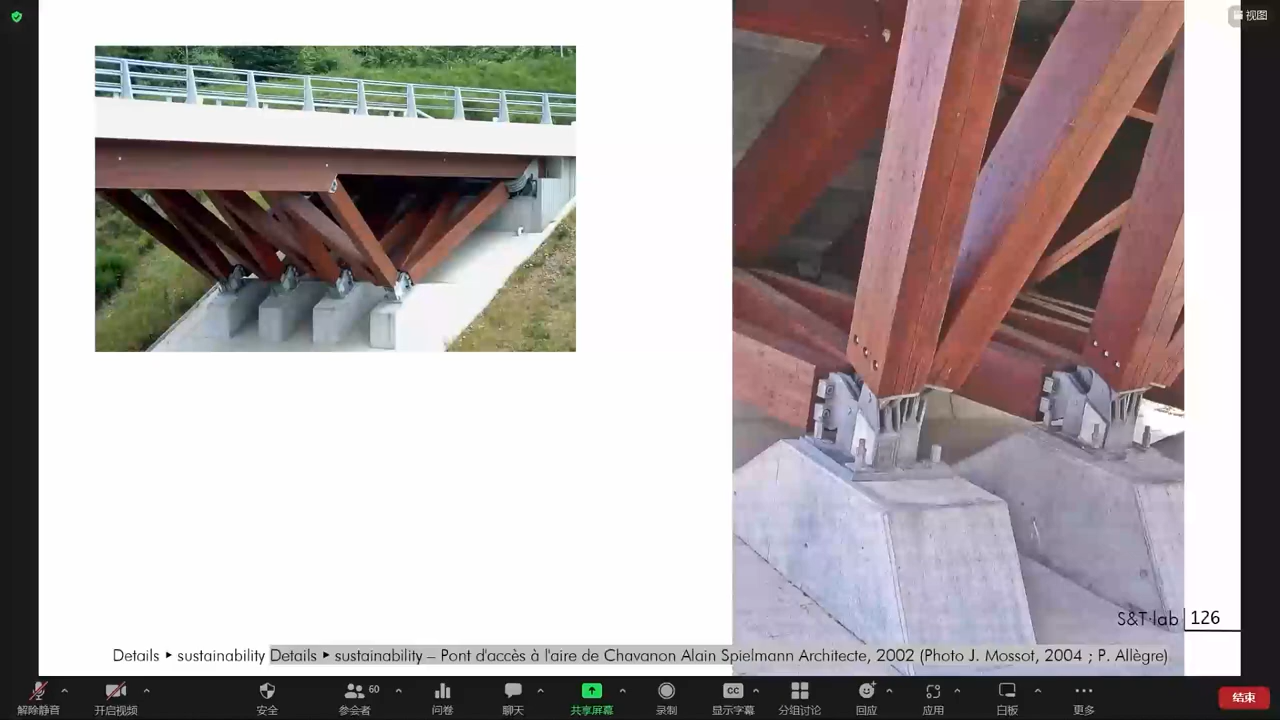 视图
S&T·lab 126
Details ▸ sustainability Details ▸ sustainability – Pont d'accès à l'aire de Chavanon Alain Spielmann Architecte, 2002 (Photo J. Mossot, 2004 ; P. Allègre)
60
CC
解除静音 开启视频 安全 参会者 问卷 聊天 共享屏幕 录制 显示字幕 分组讨论 回应 应用 白板 更多 结束